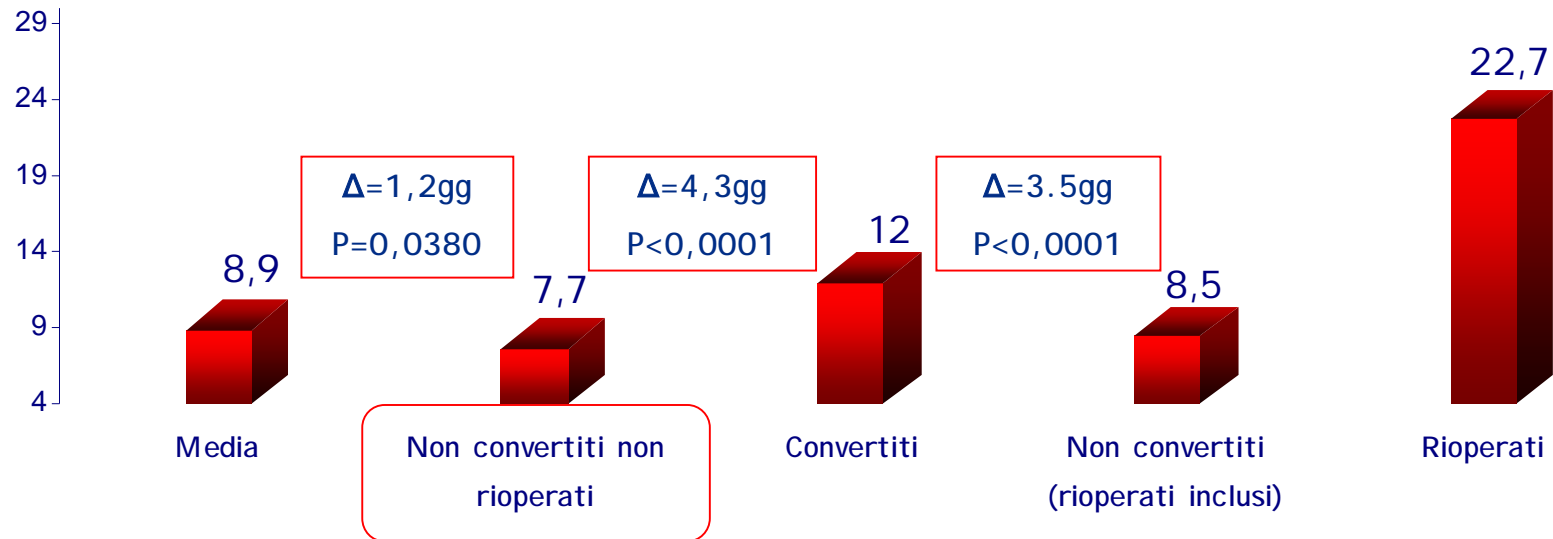 29
24
19
14
9
4
8,9
7,7
12
8,5
22,7
Δ=1,2gg
P=0,0380
Δ=4,3gg
P<0,0001
Δ=3.5gg
P<0,0001
Media
Non convertiti non
rioperati
Convertiti
Non convertiti
(rioperati inclusi)
Rioperati